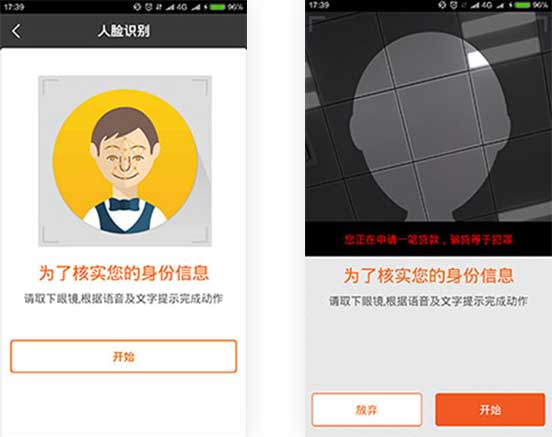 17:39
4G
96%
人脸识别
为了核实您的身份信息
请取下眼镜,根据语音及文字提示完成动作
开始
17:39
4G
96%
您正在申请一笔贷款，骗贷等于犯罪
为了核实您的身份信息
请取下眼镜,根据语音及文字提示完成动作
放弃
开始